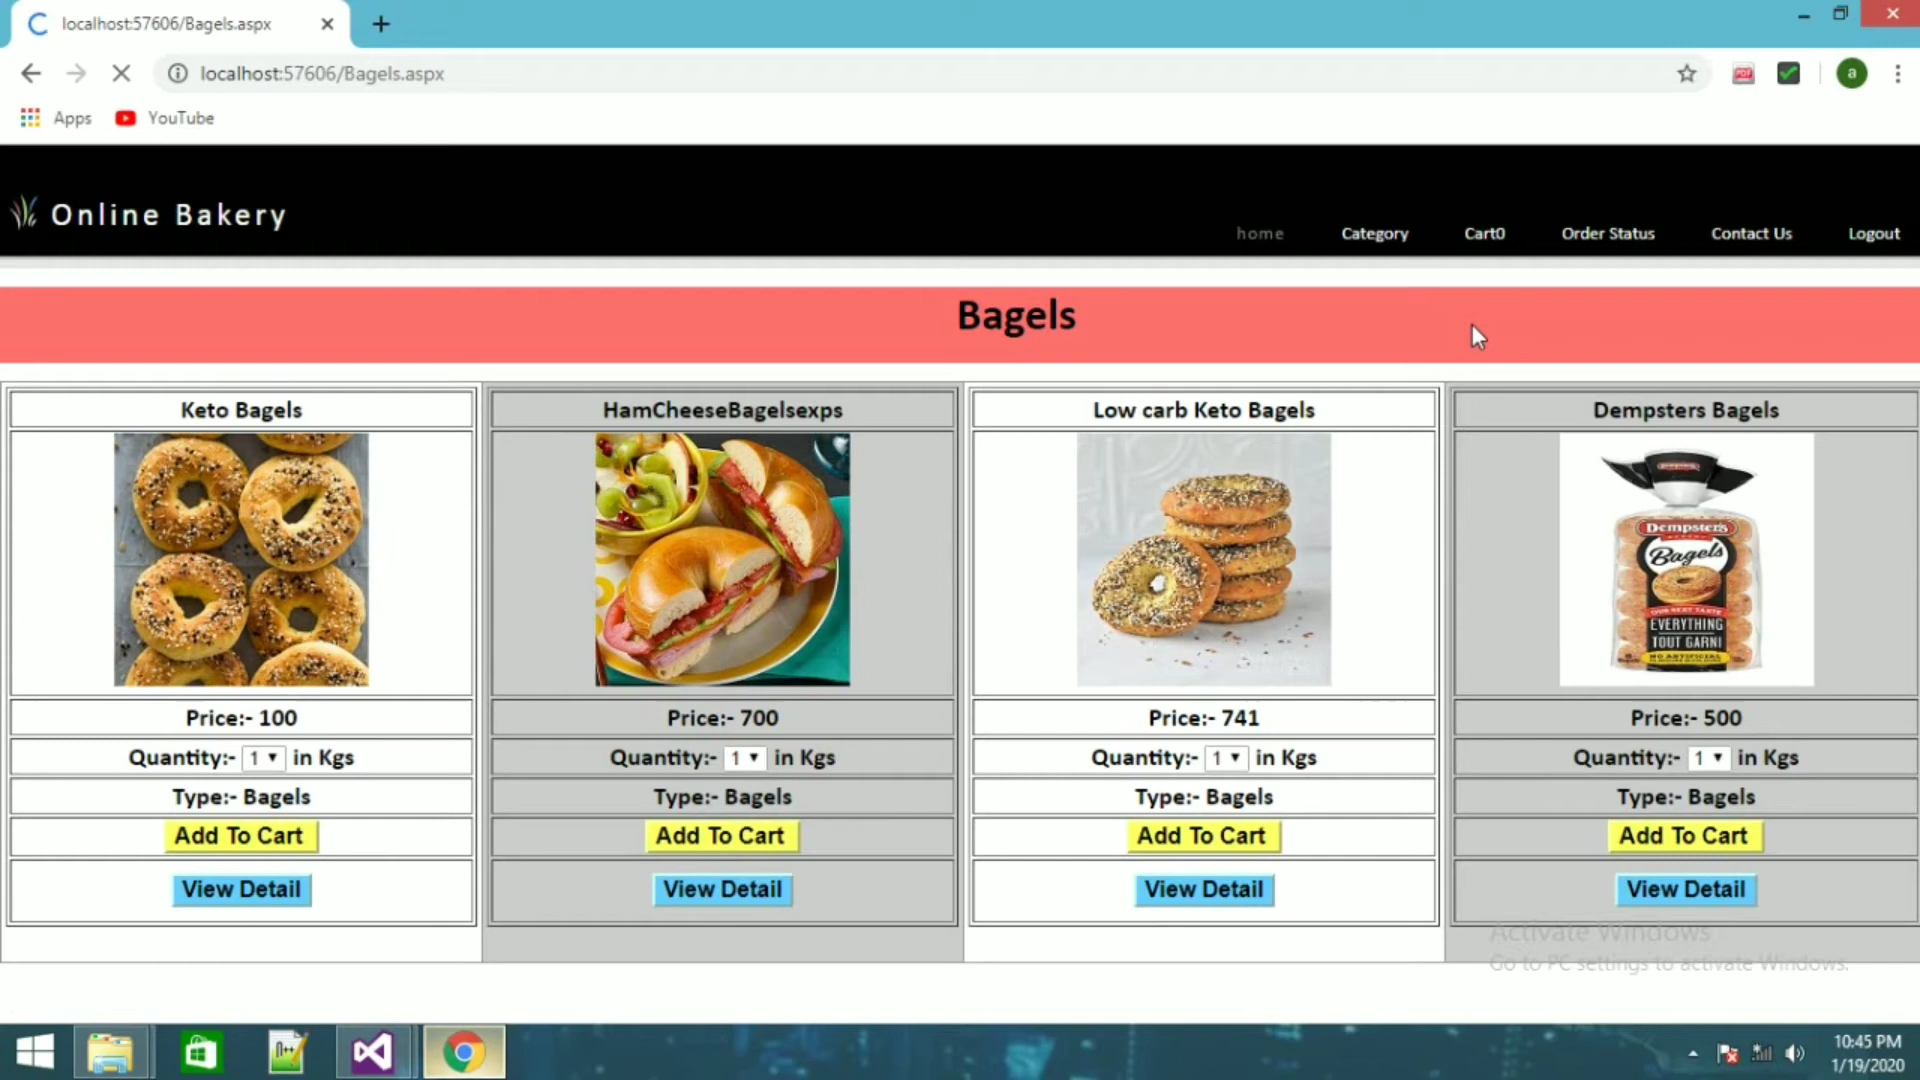 localhost:57606/Bagels.aspx
localhost:57606/Bagels.aspx
a
Apps YouTube
Online Bakery
home Category Cart0 Order Status Contact Us Logout
Bagels
Keto Bagels HamCheeseBagelsexps Low carb Keto Bagels Dempsters Bagels
Dempster's
Bagels
EVERYTHING
TOUT GARNI
Price:- 100 Price:- 700 Price:- 741 Price:- 500
Quantity:- 1 in Kgs Quantity:- 1 in Kgs Quantity:- 1 in Kgs Quantity:- 1 in Kgs
Type:- Bagels Type:- Bagels Type:- Bagels Type:- Bagels
Add To Cart Add To Cart Add To Cart Add To Cart
View Detail View Detail View Detail View Detail
Activate Windows
Go to PC settings to activate Windows.
10:45 PM
1/19/2020